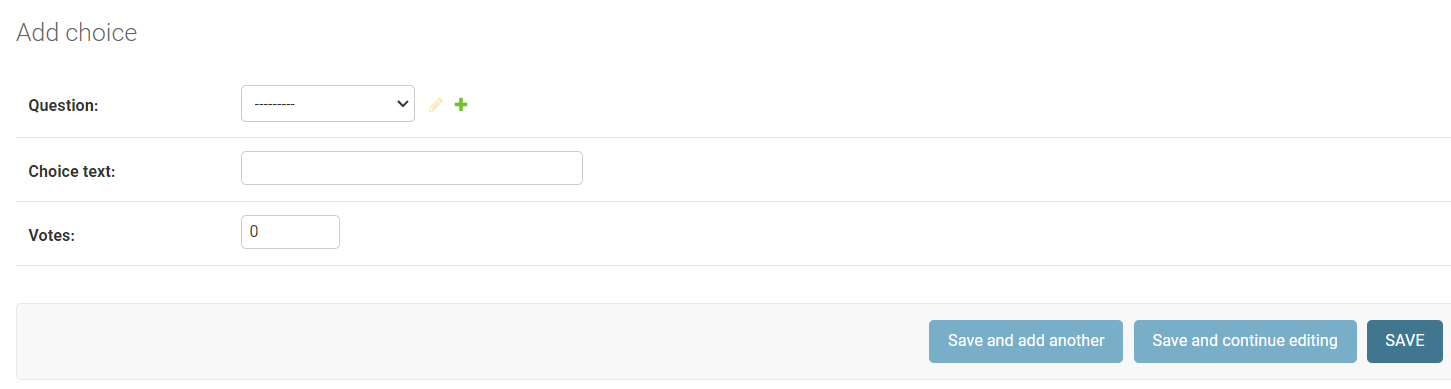 Add choice
Question: ---------
Choice text:
Votes: 0
Save and add another Save and continue editing SAVE